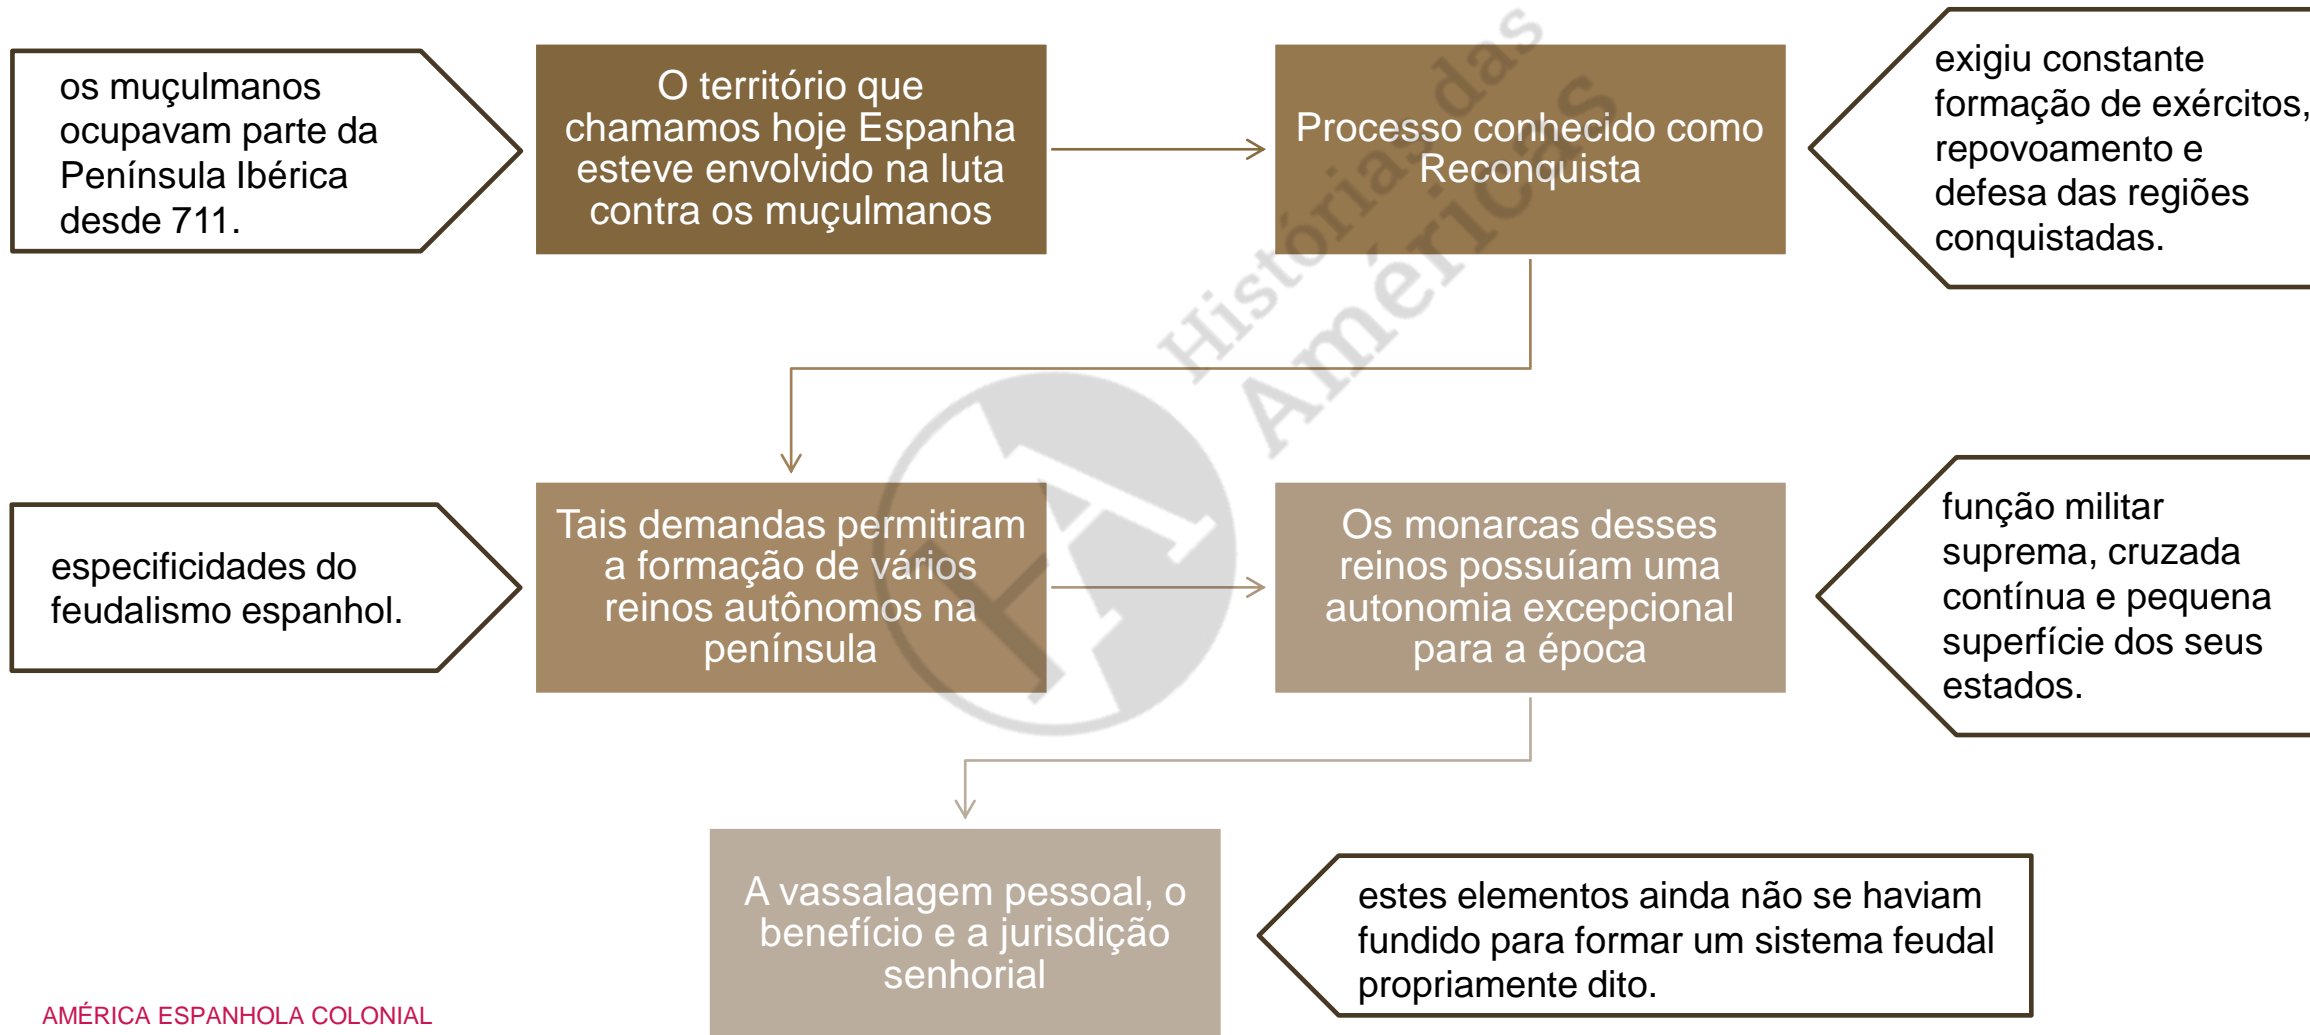 os muçulmanos
ocupavam parte da
Península Ibérica
desde 711.
O território que
chamamos hoje Espanha
esteve envolvido na luta
contra os muçulmanos
Processo conhecido como
Reconquista
exigiu constante
formação de exércitos,
repovoamento e
defesa das regiões
conquistadas.
Histórias das
Américas
especificidades do
feudalismo espanhol.
Tais demandas permitiram
a formação de vários
reinos autônomos na
península
Os monarcas desses
reinos possuíam uma
autonomia excepcional
para a época
função militar
suprema, cruzada
contínua e pequena
superfície dos seus
estados.
A vassalagem pessoal, o
benefício e a jurisdição
senhorial
estes elementos ainda não se haviam
fundido para formar um sistema feudal
propriamente dito.
AMÉRICA ESPANHOLA COLONIAL